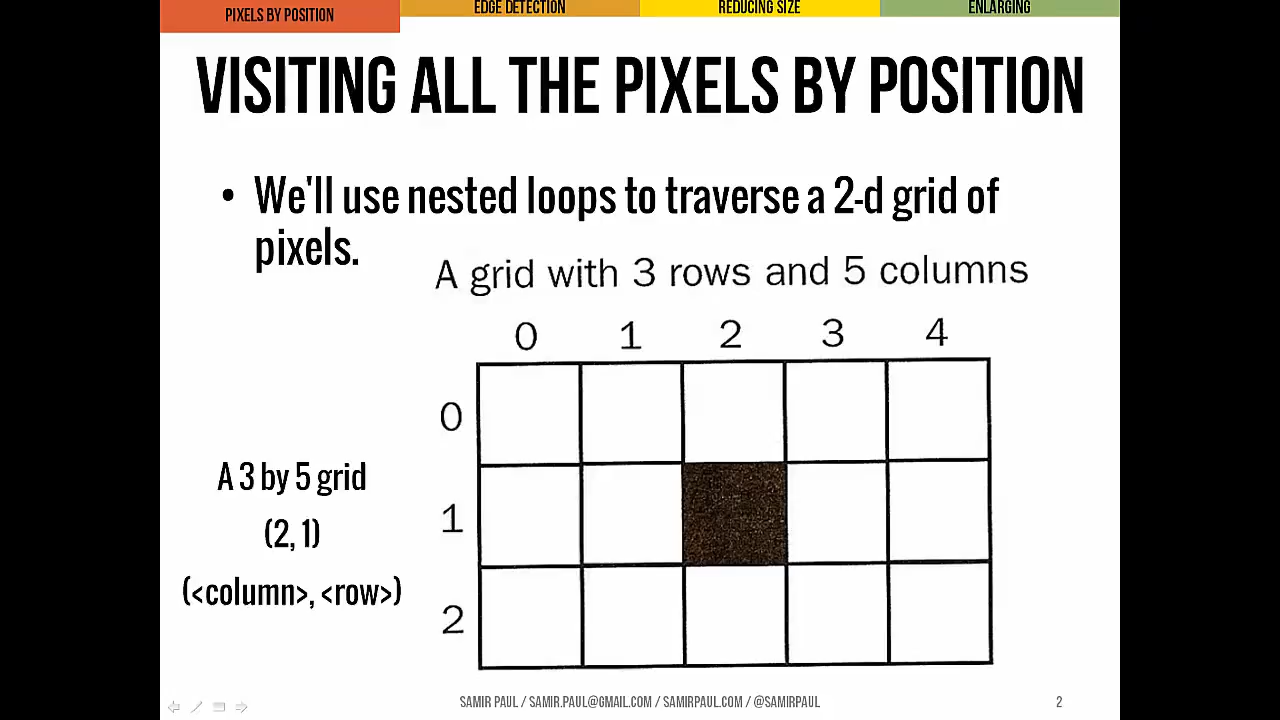 PIXELS BY POSITION
EDGE DETECTION
REDUCING SIZE
ENLARGING
VISITING ALL THE PIXELS BY POSITION
• We'll use nested loops to traverse a 2-d grid of
pixels.
A grid with 3 rows and 5 columns
0 1 2 3 4
0
1
2
A 3 by 5 grid
(2, 1)
(<column>, <row>)
SAMIR PAUL / SAMIR.PAUL@GMAIL.COM / SAMIRPAUL.COM / @SAMIRPAUL
2